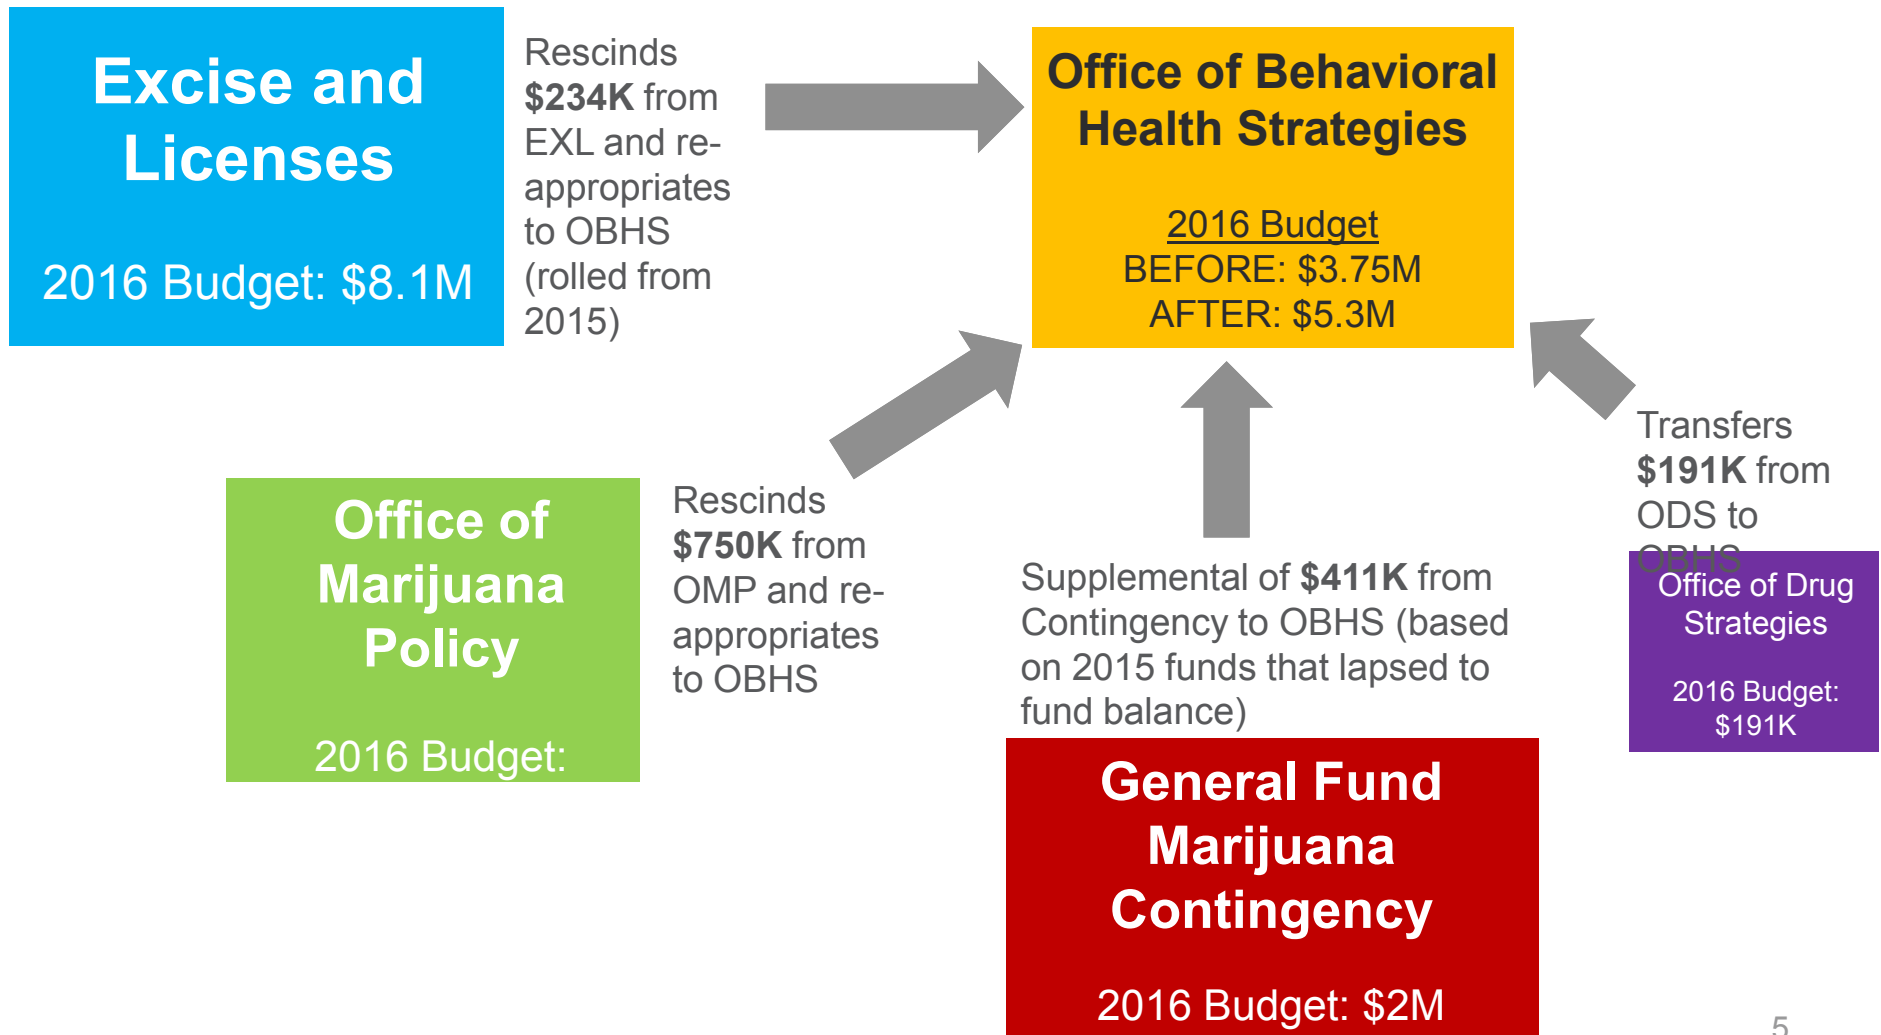 Excise and
Licenses
2016 Budget: $8.1M
Rescinds
$234K from
EXL and re-
appropriates
to OBHS
(rolled from
2015)
Office of Behavioral
Health Strategies
2016 Budget
BEFORE: $3.75M
AFTER: $5.3M
Office of
Marijuana
Policy
2016 Budget:
Rescinds
$750K from
OMP and re-
appropriates
to OBHS
Supplemental of $411K from
Contingency to OBHS (based
on 2015 funds that lapsed to
fund balance)
General Fund
Marijuana
Contingency
2016 Budget: $2M
Transfers
$191K from
ODS to
OBHS
Office of Drug
Strategies
2016 Budget:
$191K
5